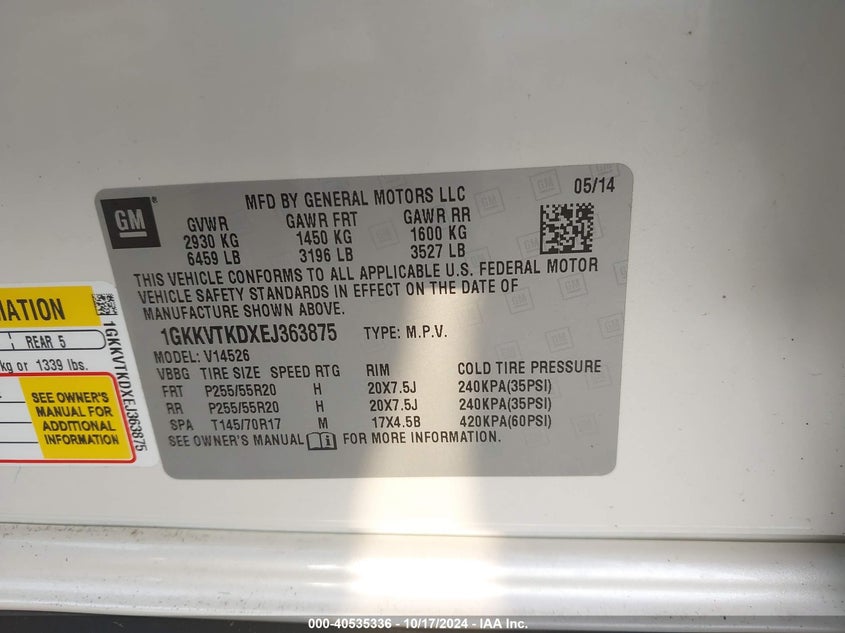 GM
MFD BY GENERAL MOTORS LLC
05/14
GVWR GAWR FRT GAWR RR
2930 KG 1450 KG 1600 KG
6459 LB 3196 LB 3527 LB
THIS VEHICLE CONFORMS TO ALL APPLICABLE U.S. FEDERAL MOTOR
VEHICLE SAFETY STANDARDS IN EFFECT ON THE DATE OF
MANUFACTURE SHOWN ABOVE.
1GKKVTKDXEJ363875 TYPE: M.P.V.
MODEL: V14526
VBBG TIRE SIZE SPEED RTG RIM COLD TIRE PRESSURE
FRT P255/55R20 H 20X7.5J 240KPA(35PSI)
RR P255/55R20 H 20X7.5J 240KPA(35PSI)
SPA T145/70R17 M 17X4.5B 420KPA(60PSI)
SEE OWNER'S MANUAL FOR MORE INFORMATION.
MATION
REAR 5
kg or 1339 lbs.
SEE OWNER'S
MANUAL FOR
ADDITIONAL
INFORMATION
1GKKVTKDXEJ363875
000-40535336 - 10/17/2024 - IAA Inc.